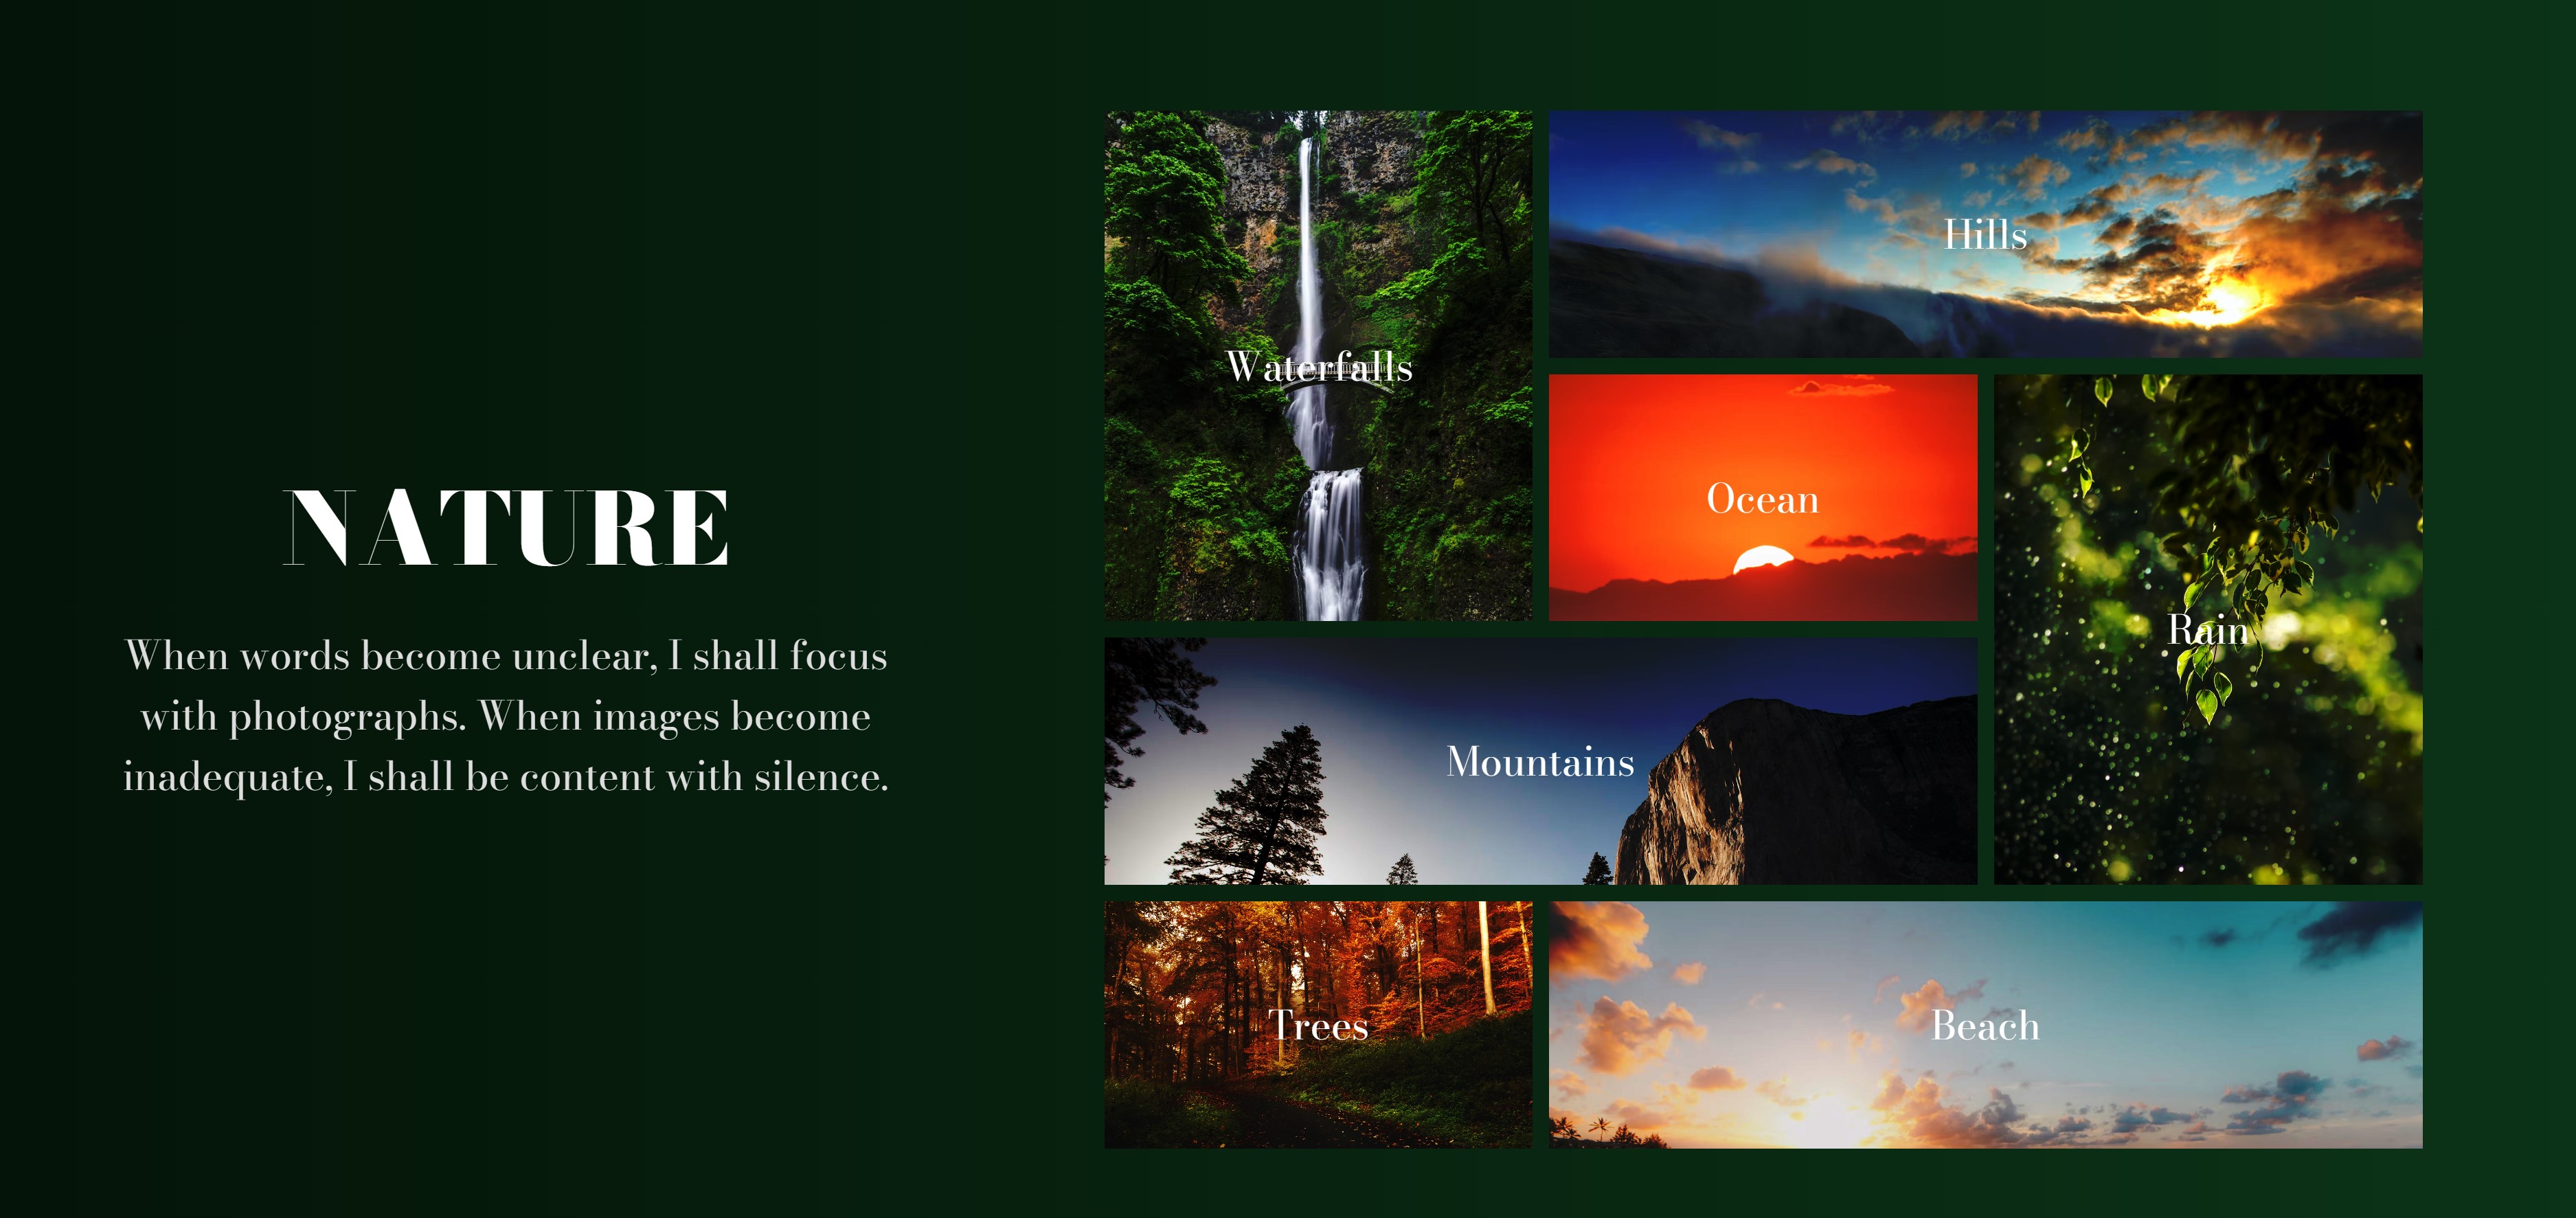 NATURE
When words become unclear, I shall focus
with photographs. When images become
inadequate, I shall be content with silence.
Waterfalls
Hills
Ocean
Rain
Mountains
Trees
Beach